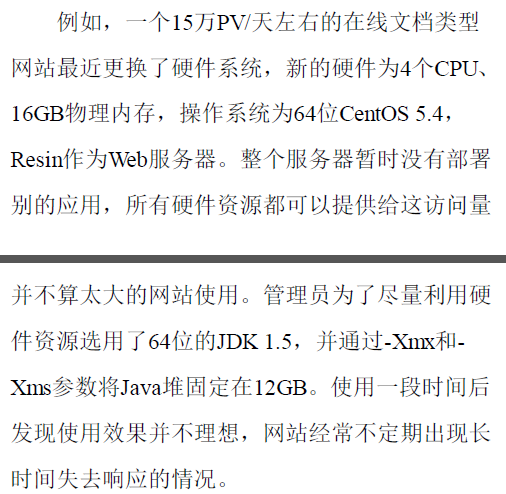 例如，一个15万PV/天左右的在线文档类型
网站最近更换了硬件系统，新的硬件为4个CPU、
16GB物理内存，操作系统为64位CentOS 5.4，
Resin作为Web服务器。整个服务器暂时没有部署
别的应用，所有硬件资源都可以提供给这访问量
并不算太大的网站使用。管理员为了尽量利用硬
件资源选用了64位的JDK 1.5，并通过-Xmx和-
Xms参数将Java堆固定在12GB。使用一段时间后
发现使用效果并不理想，网站经常不定期出现长
时间失去响应的情况。